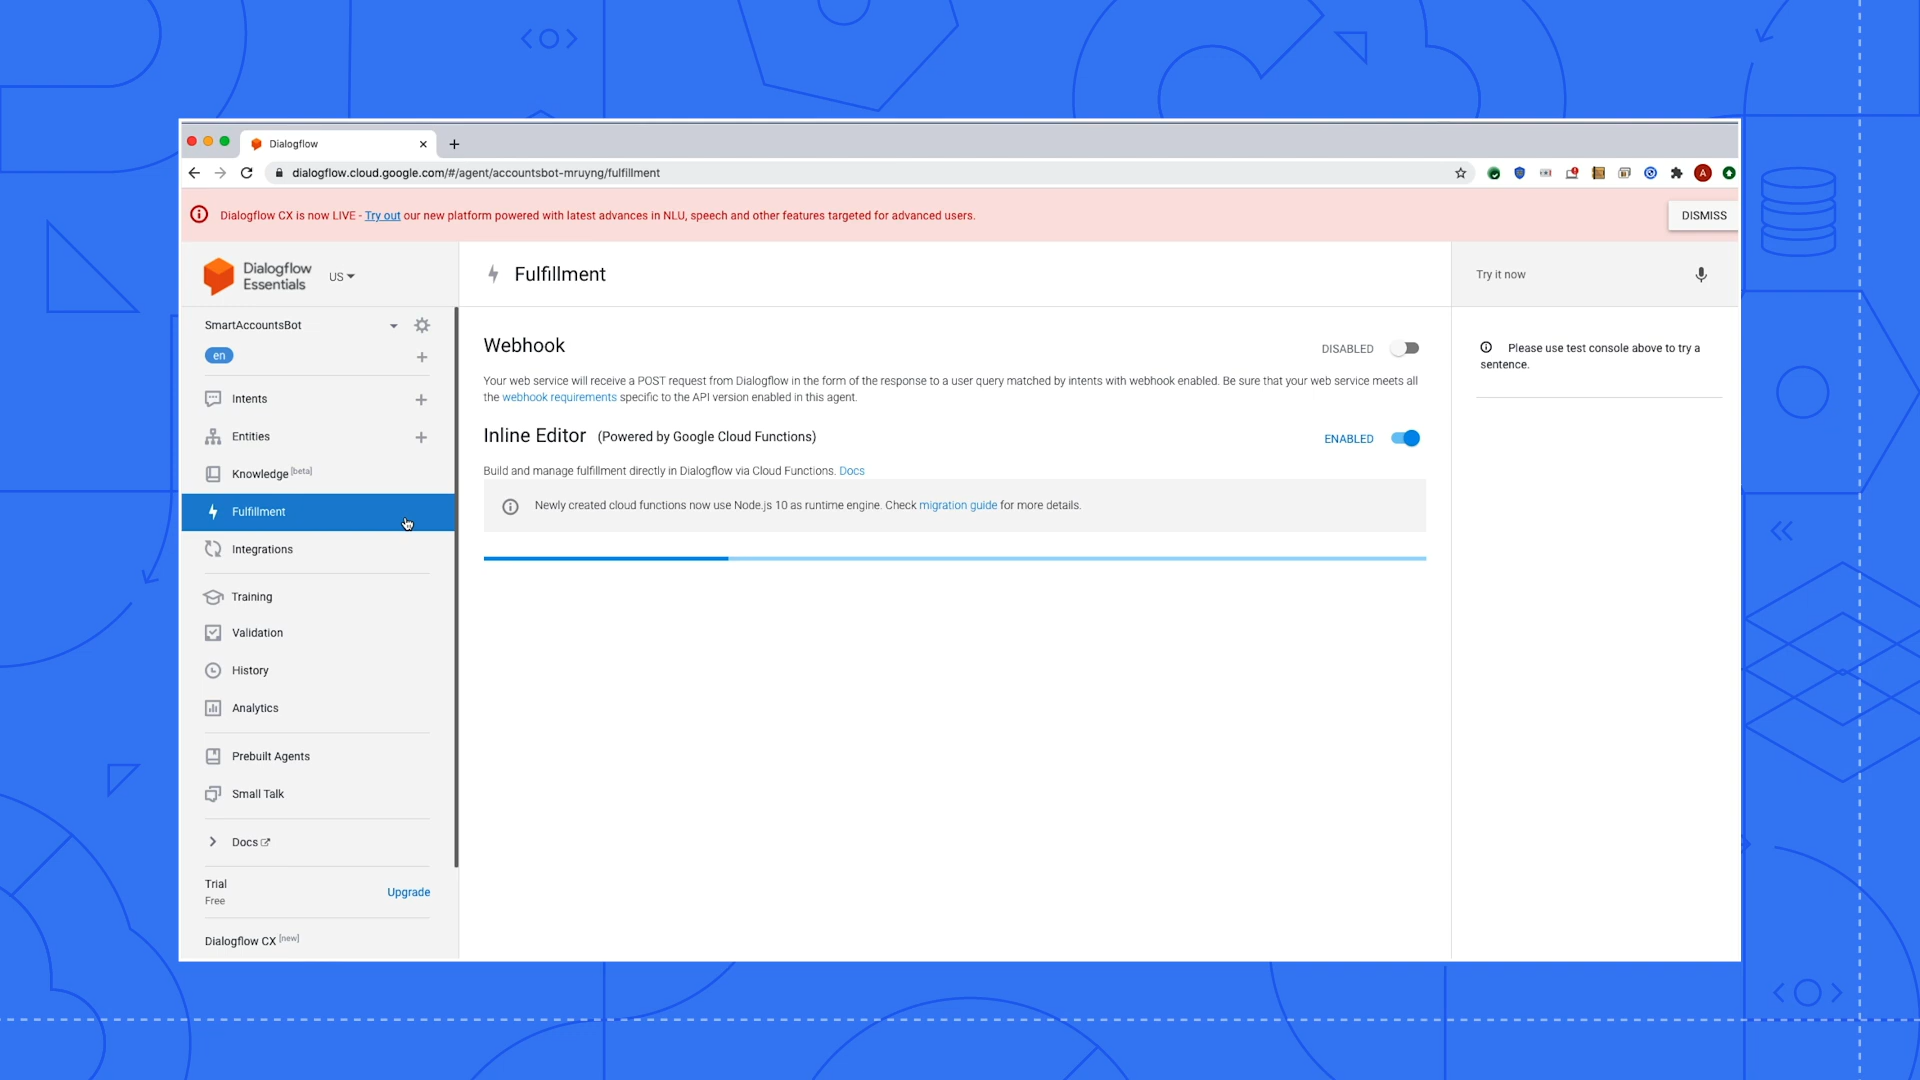 Dialogflow
dialogflow.cloud.google.com/#/agent/accountsbot-mruyng/fulfillment
A
Dialogflow CX is now LIVE - Try out our new platform powered with latest advances in NLU, speech and other features targeted for advanced users.
DISMISS
Dialogflow
Essentials
US
Fulfillment
Try it now
SmartAccountsBot
en
Intents
Entities
Knowledge [beta]
Fulfillment
Integrations
Training
Validation
History
Analytics
Prebuilt Agents
Small Talk
Docs
Trial
Free
Upgrade
Dialogflow CX [new]
Webhook
DISABLED
Your web service will receive a POST request from Dialogflow in the form of the response to a user query matched by intents with webhook enabled. Be sure that your web service meets all
the webhook requirements specific to the API version enabled in this agent.
Inline Editor (Powered by Google Cloud Functions)
ENABLED
Build and manage fulfillment directly in Dialogflow via Cloud Functions. Docs
Newly created cloud functions now use Node.js 10 as runtime engine. Check migration guide for more details.
Please use test console above to try a
sentence.